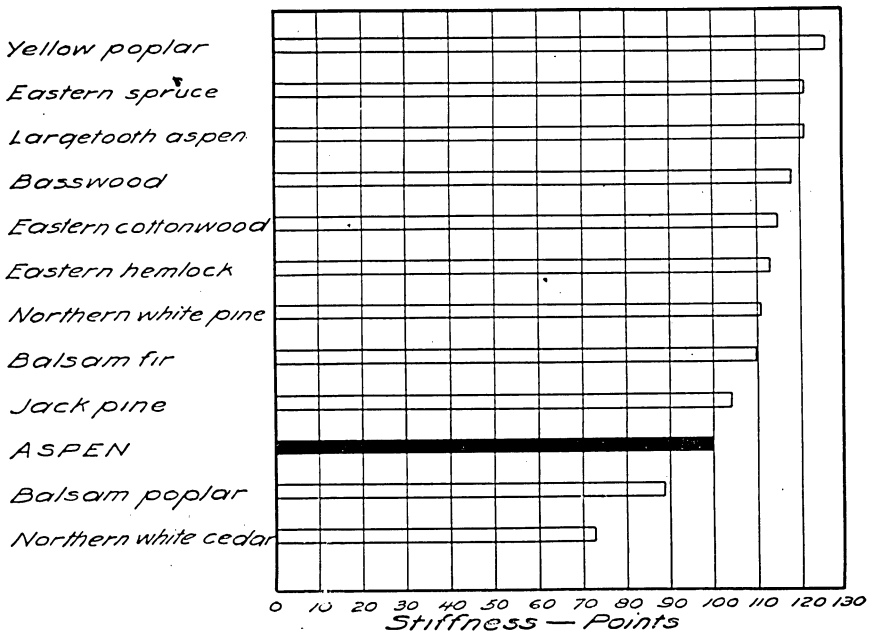 Yellow poplar
Eastern spruce
Largetooth aspen
Basswood
Eastern cottonwood
Eastern hemlock
Northern white pine
Balsam fir
Jack pine
ASPEN
Balsam poplar
Northern white cedar
0 10 20 30 40 50 60 70 80 90 100 110 120 130
Stiffness — Points